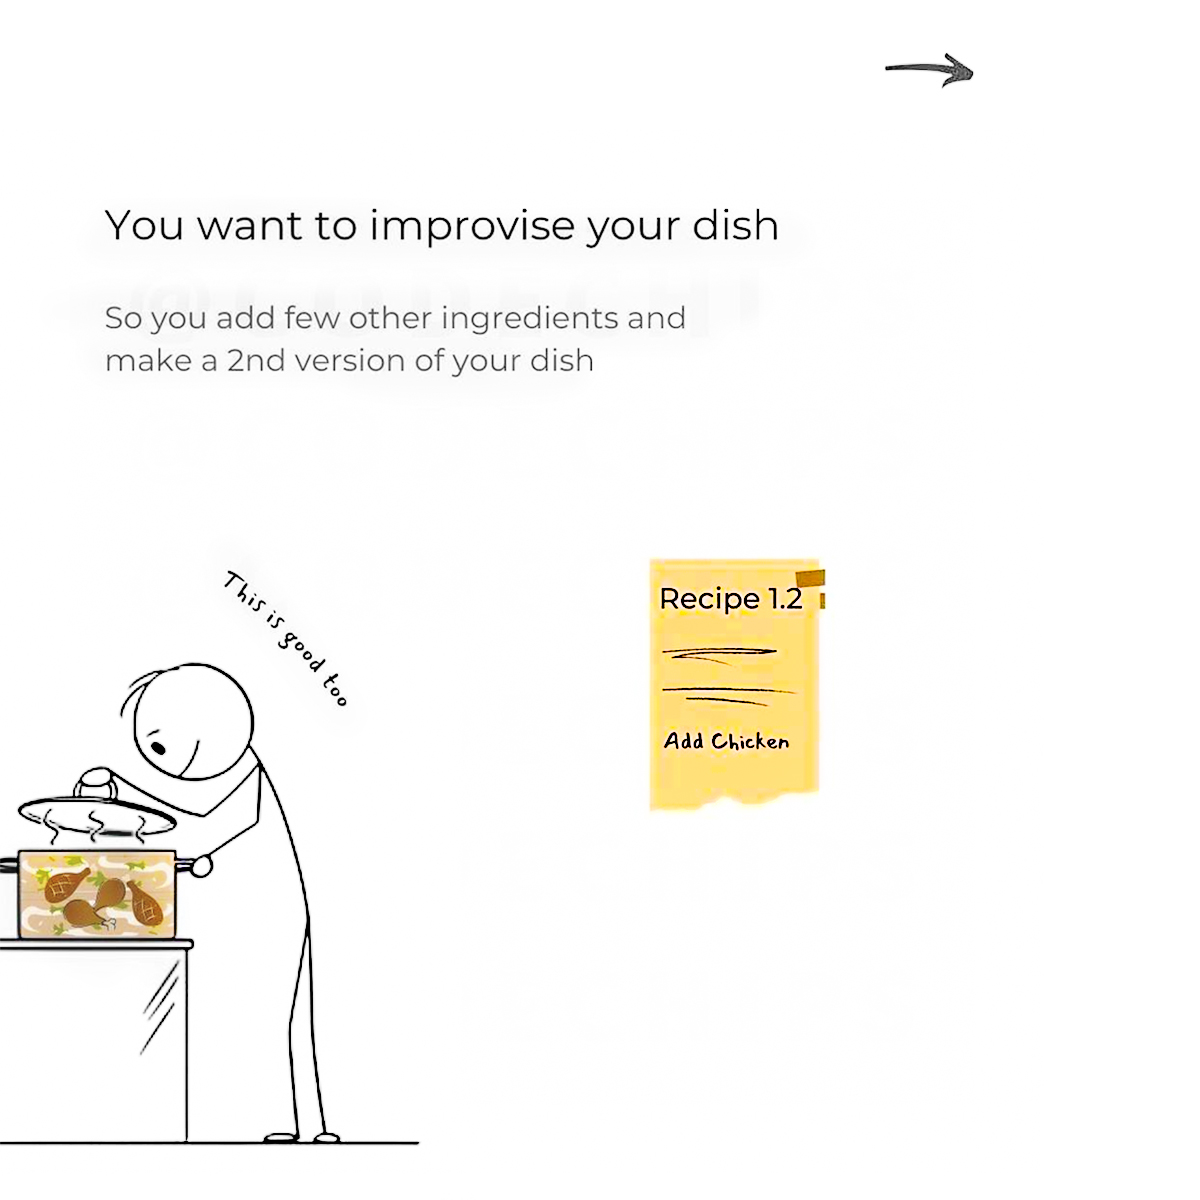 You want to improvise your dish
So you add few other ingredients and
make a 2nd version of your dish
@CODECHIPS
This is good too
Recipe 1.2
Add Chicken